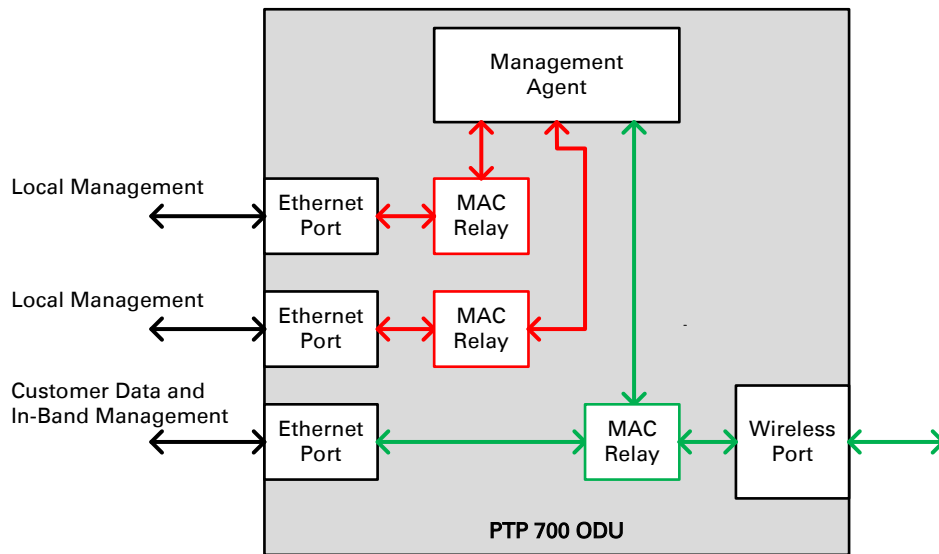 Management
Agent
Local Management
Ethernet
Port
MAC
Relay
Local Management
Ethernet
Port
MAC
Relay
Customer Data and
In-Band Management
Ethernet
Port
MAC
Relay
Wireless
Port
PTP 700 ODU